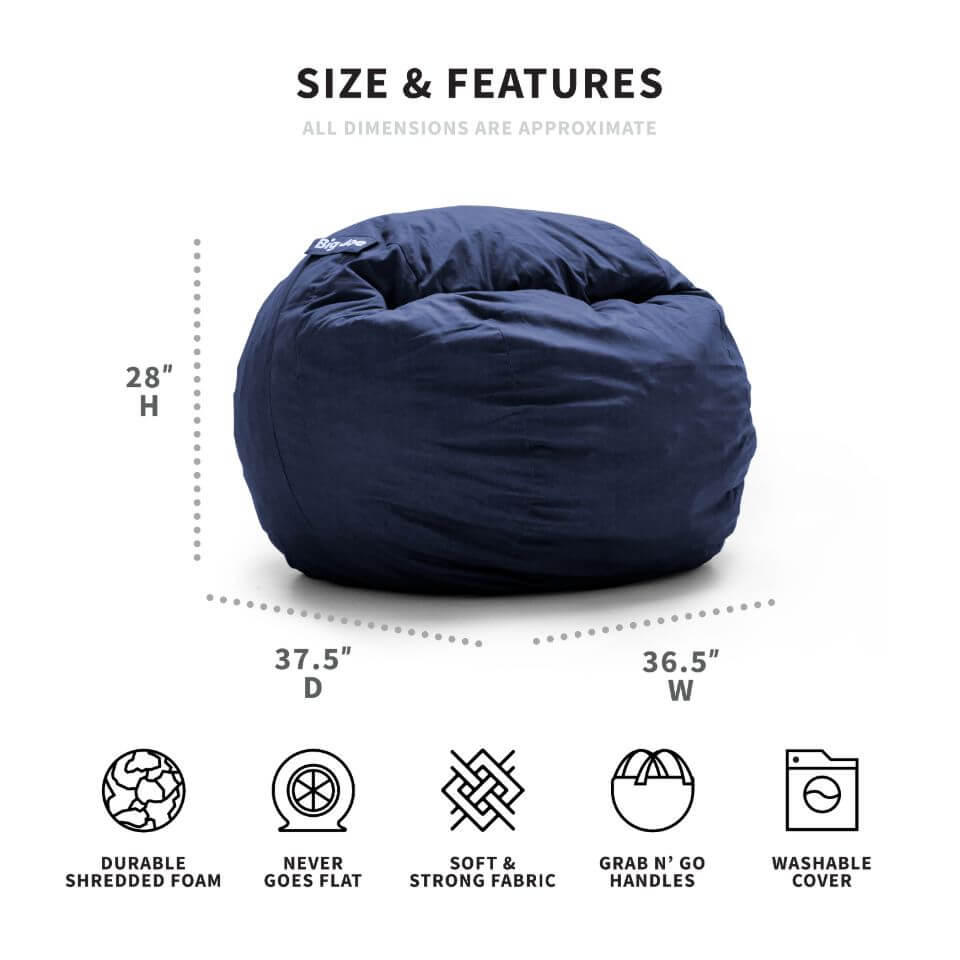 SIZE & FEATURES
ALL DIMENSIONS ARE APPROXIMATE
Big Joe
28"
H
37.5"
D
36.5"
W
DURABLE
SHREDDED FOAM
NEVER
GOES FLAT
SOFT &
STRONG FABRIC
GRAB N’ GO
HANDLES
WASHABLE
COVER